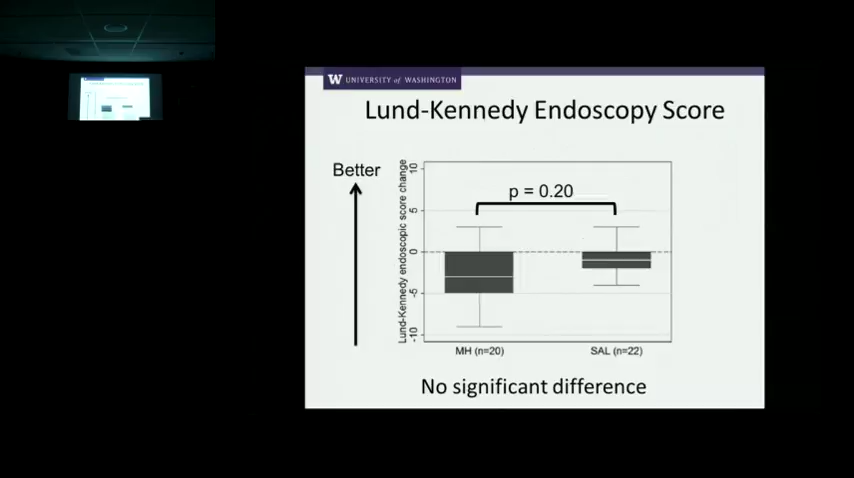 W UNIVERSITY of WASHINGTON
Lund-Kennedy Endoscopy Score
Better
Lund-Kennedy endoscopic score change
10
5
0
-5
-10
p = 0.20
MH (n=20)
SAL (n=22)
No significant difference